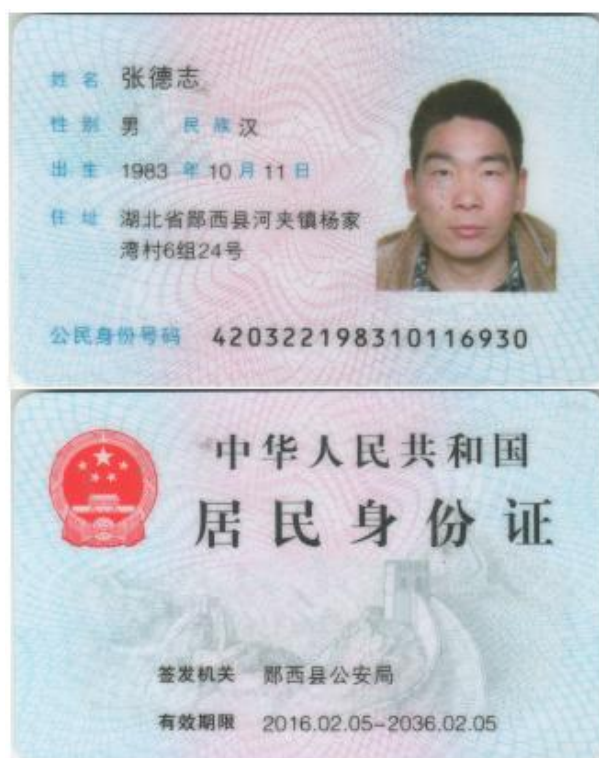 姓名 张德志
性别 男 民族 汉
出生 1983 年 10 月 11 日
住址 湖北省郧西县河夹镇杨家
湾村6组24号
公民身份号码 420322198310116930
中华人民共和国
居民身份证
签发机关 郧西县公安局
有效期限 2016.02.05-2036.02.05